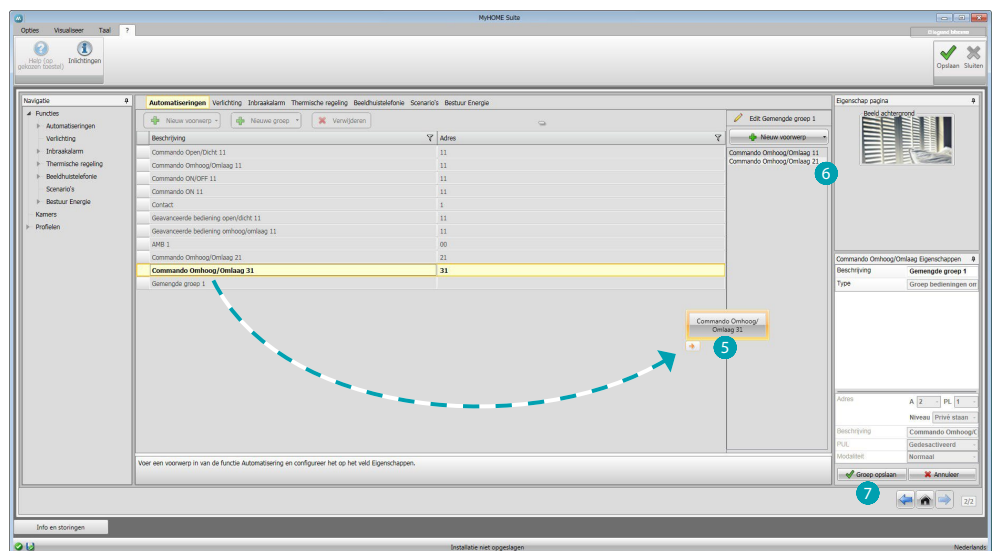 MyHOME Suite
Opties Visualiseer Taal ?
Help (op gekozen toestel)
Inlichtingen
Opslaan Sluiten
Navigatie
Functies
Automatiseringen
Verlichting
Inbraakalarm
Thermische regeling
Beeldhuistelefonie
Scenario's
Bestuur Energie
Kamers
Profielen
Automatiseringen Verlichting Inbraakalarm Thermische regeling Beeldhuistelefonie Scenario's Bestuur Energie
Nieuw voorwerp Nieuwe groep Verwijderen
Beschrijving Adres
Commando Open/Dicht 11 11
Commando Omhoog/Omlaag 11 11
Commando ON/OFF 11 11
Commando ON 11 11
Contact 1
Geavanceerde bediening open/dicht 11 11
Geavanceerde bediening omhoog/omlaag 11 11
AMB 1 00
Commando Omhoog/Omlaag 21 21
Commando Omhoog/Omlaag 31 31
Gemengde groep 1
Commando Omhoog/
Omlaag 31
5
Voer een voorwerp in van de functie Automatisering en configureer het op het veld Eigenschappen.
Edit Gemengde groep 1
Nieuw voorwerp
Commando Omhoog/Omlaag 11
Commando Omhoog/Omlaag 21
6
Eigenschap pagina
Beeld achtergrond
Commando Omhoog/Omlaag Eigenschappen
Beschrijving Gemengde groep 1
Type Groep bedieningen om
Adres A 2 PL 1
Niveau Privé staan
Beschrijving Commando Omhoog/O
PUL Gedesactiveerd
Modaliteit Normaal
Groep opslaan Annuleer
7
2/2
Info en storingen
Installatie niet opgeslagen
Nederlands